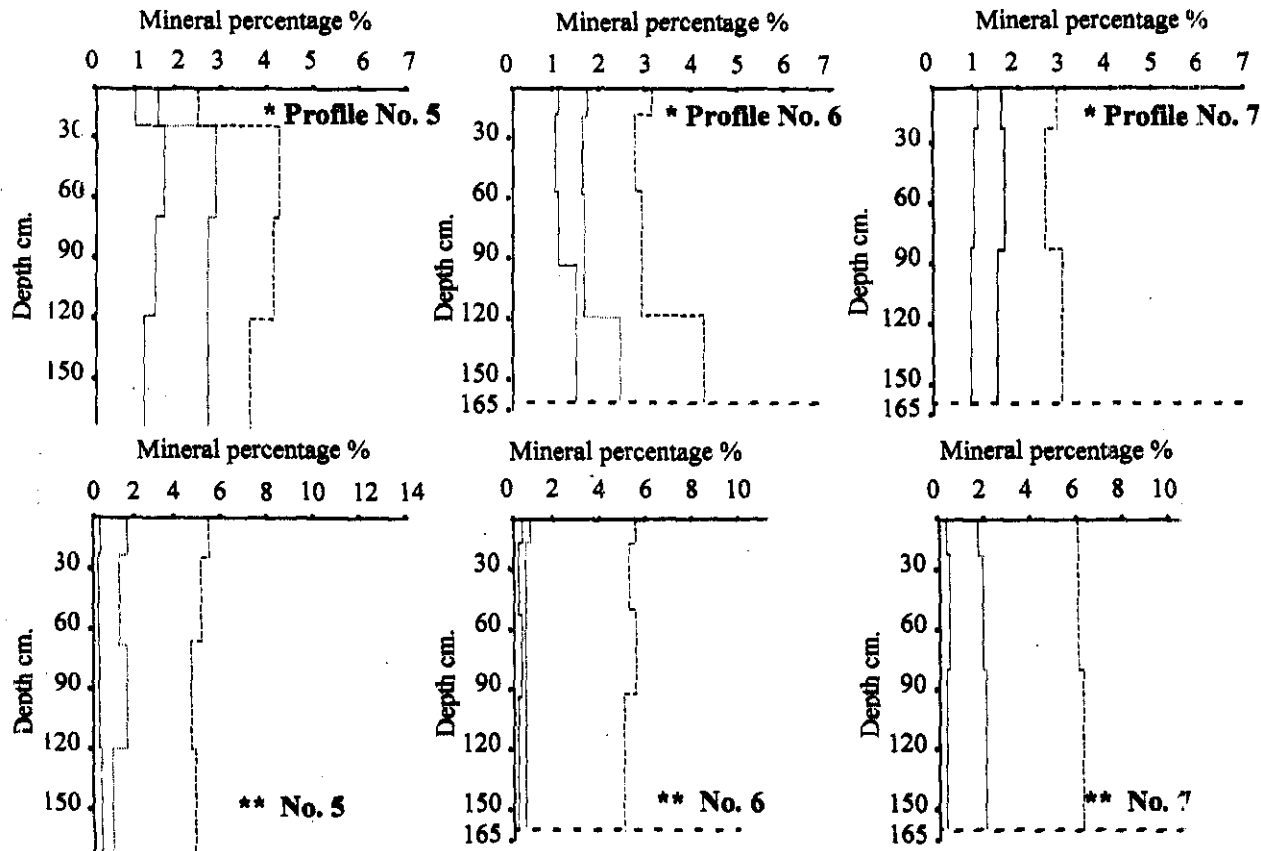 Mineral percentage %
0 1 2 3 4 5 6 7
* Profile No. 5
30
60
90
120
150
Depth cm.
Mineral percentage %
0 1 2 3 4 5 6 7
* Profile No. 6
30
60
90
120
150
165
Depth cm.
Mineral percentage %
0 1 2 3 4 5 6 7
* Profile No. 7
30
60
90
120
150
165
Depth cm.
Mineral percentage %
0 2 4 6 8 10 12 14
30
60
90
120
150
Depth cm.
** No. 5
Mineral percentage %
0 2 4 6 8 10
30
60
90
120
150
165
Depth cm.
** No. 6
Mineral percentage %
0 2 4 6 8 10
30
60
90
120
150
165
Depth cm.
** No. 7